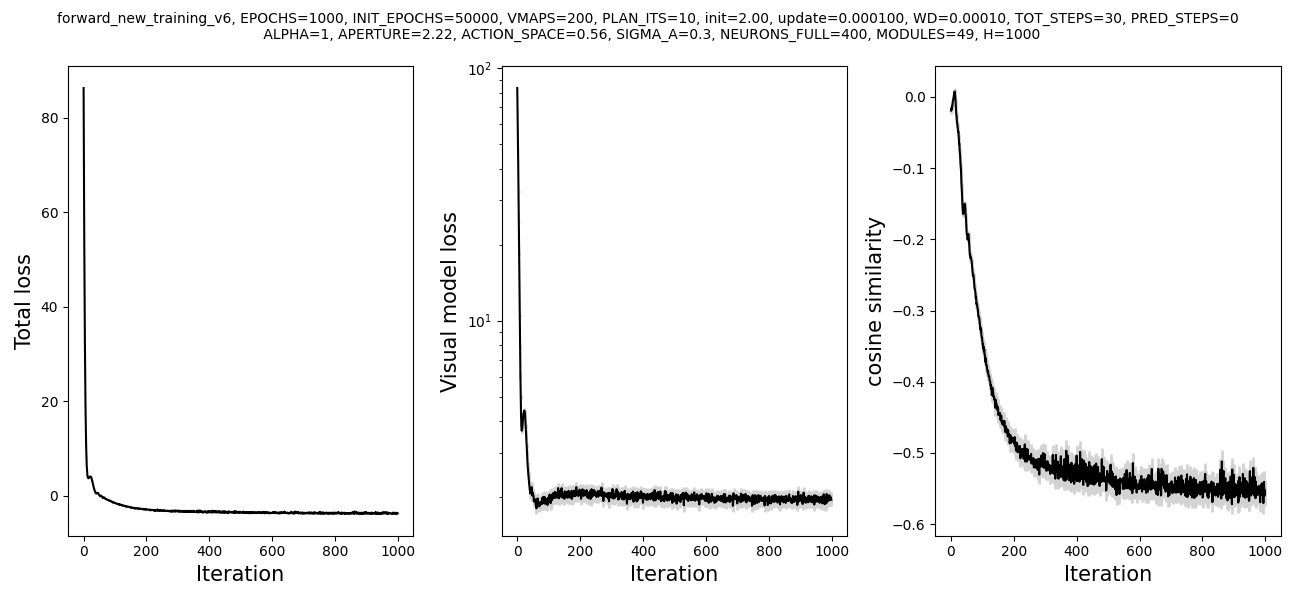 forward_new_training_v6, EPOCHS=1000, INIT_EPOCHS=50000, VMAPS=200, PLAN_ITS=10, init=2.00, update=0.000100, WD=0.00010, TOT_STEPS=30, PRED_STEPS=0
ALPHA=1, APERTURE=2.22, ACTION_SPACE=0.56, SIGMA_A=0.3, NEURONS_FULL=400, MODULES=49, H=1000
Total loss
80
60
40
20
0
0 200 400 600 800 1000
Iteration
Visual model loss
10²
10¹
0 200 400 600 800 1000
Iteration
cosine similarity
0.0
−0.1
−0.2
−0.3
−0.4
−0.5
−0.6
0 200 400 600 800 1000
Iteration